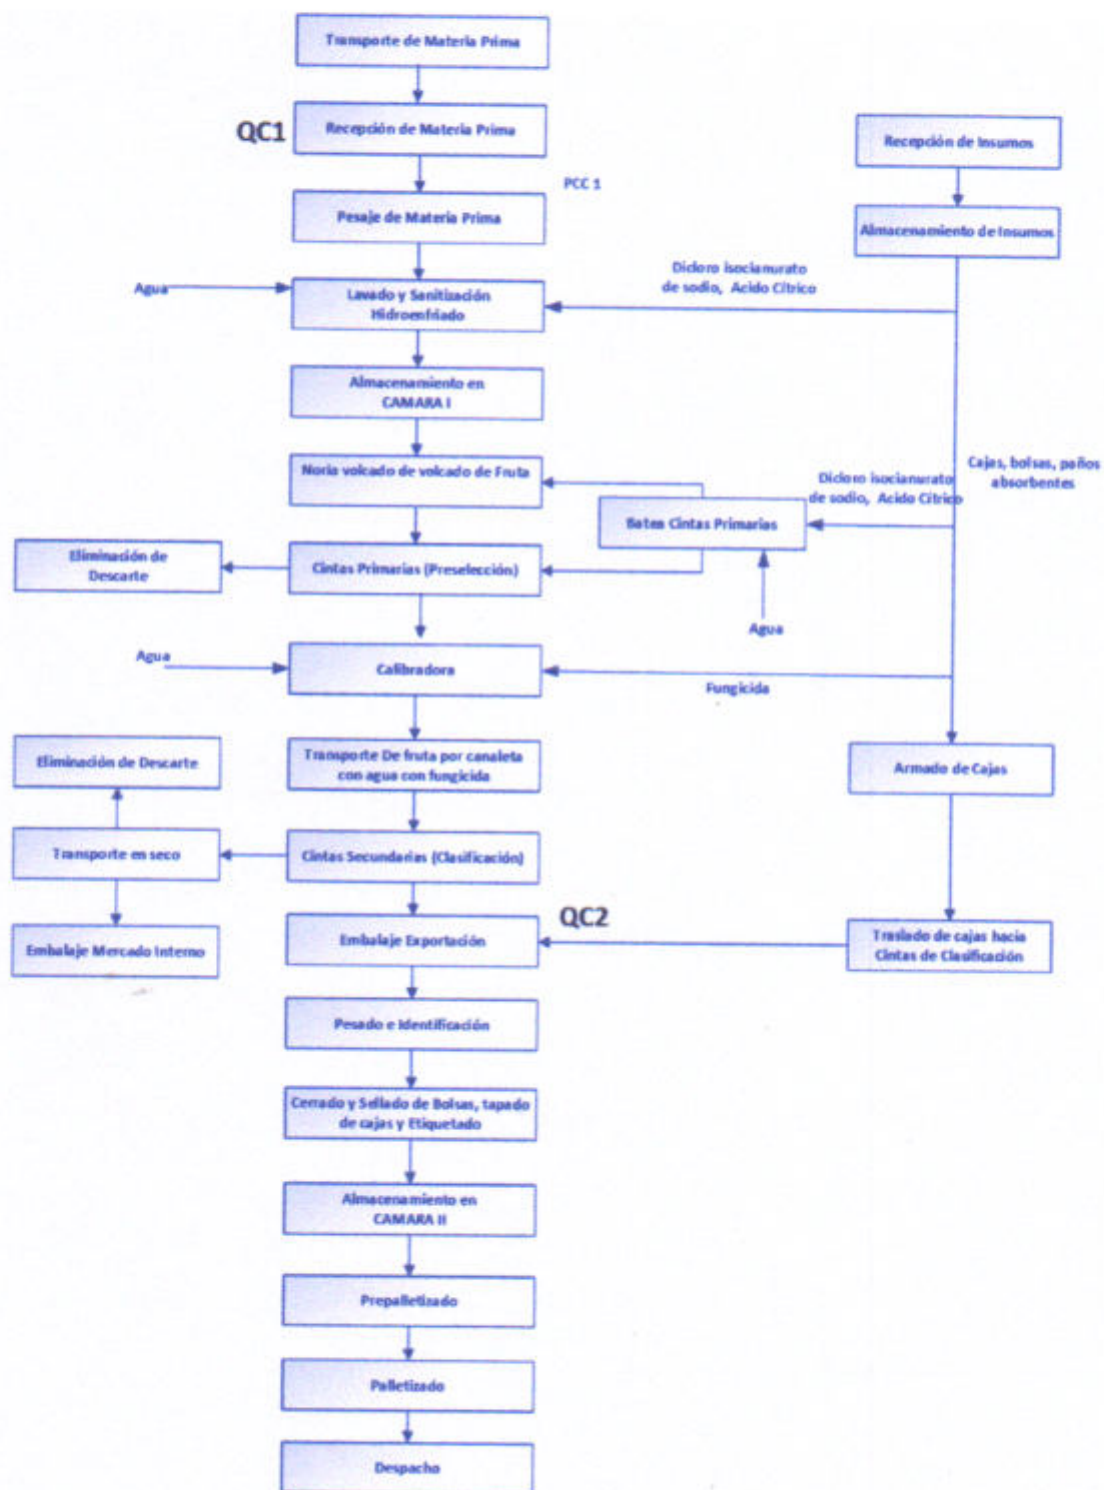 Transporte de Materia Prima
QC1
Recepción de Materia Prima
Recepción de Insumos
PCC 1
Pesaje de Materia Prima
Almacenamiento de Insumos
Dicloro isocianurato
de sodio, Acido Cítrico
Agua
Lavado y Sanitización
Hidroenfriado
Almacenamiento en
CAMARA I
Noria volcado de volcado de Fruta
Cajas, bolsas, paños
absorbentes
Dicloro isocianurato
de sodio, Acido Cítrico
Batea Cintas Primarias
Eliminación de
Descarte
Cintas Primarias (Preselección)
Agua
Agua
Calibradora
Fungicida
Eliminación de Descarte
Transporte De fruta por canaleta
con agua con fungicida
Armado de Cajas
Transporte en seco
Cintas Secundarias (Clasificación)
QC2
Embalaje Mercado Interno
Embalaje Exportación
Traslado de cajas hacia
Cintas de Clasificación
Pesado e Identificación
Cerrado y Sellado de Bolsas, tapado
de cajas y Etiquetado
Almacenamiento en
CAMARA II
Prepalletizado
Palletizado
Despacho